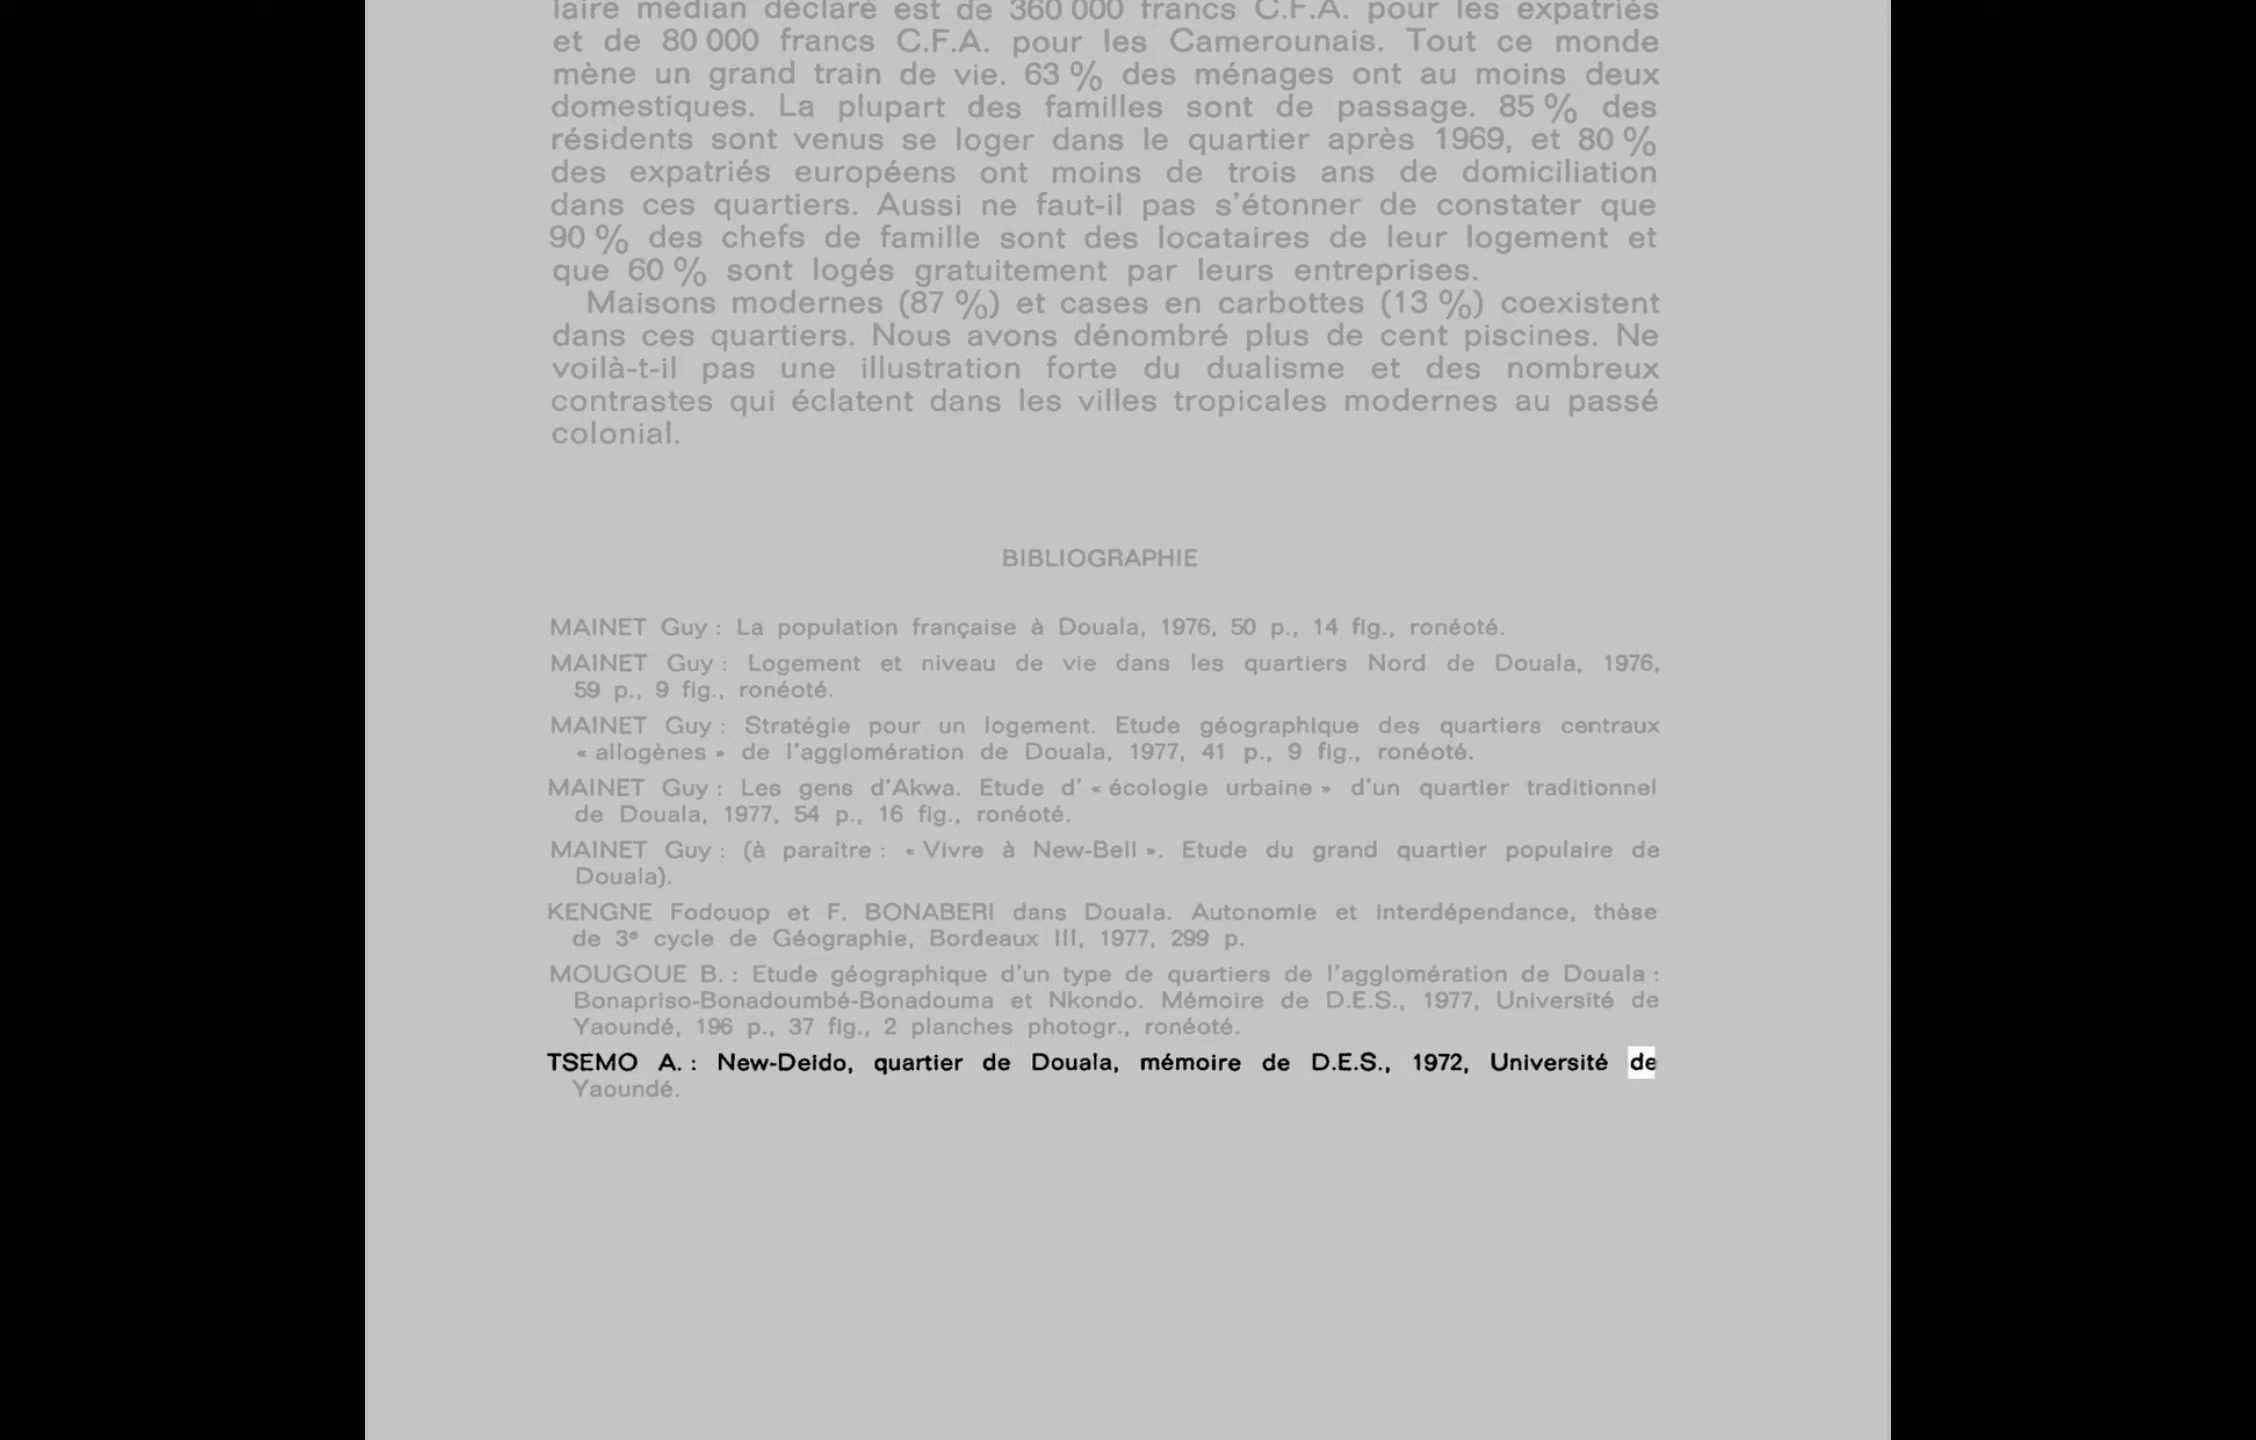 laire médian déclaré est de 360 000 francs C.F.A. pour les expatriés
et de 80 000 francs C.F.A. pour les Camerounais. Tout ce monde
mène un grand train de vie. 63 % des ménages ont au moins deux
domestiques. La plupart des familles sont de passage. 85 % des
résidents sont venus se loger dans le quartier après 1969, et 80 %
des expatriés européens ont moins de trois ans de domiciliation
dans ces quartiers. Aussi ne faut-il pas s'étonner de constater que
90 % des chefs de famille sont des locataires de leur logement et
que 60 % sont logés gratuitement par leurs entreprises.
Maisons modernes (87 %) et cases en carbottes (13 %) coexistent
dans ces quartiers. Nous avons dénombré plus de cent piscines. Ne
voilà-t-il pas une illustration forte du dualisme et des nombreux
contrastes qui éclatent dans les villes tropicales modernes au passé
colonial.
BIBLIOGRAPHIE
MAINET Guy : La population française à Douala, 1976, 50 p., 14 fig., ronéoté.
MAINET Guy : Logement et niveau de vie dans les quartiers Nord de Douala, 1976,
59 p., 9 fig., ronéoté.
MAINET Guy : Stratégie pour un logement. Etude géographique des quartiers centraux
« allogènes » de l'agglomération de Douala, 1977, 41 p., 9 fig., ronéoté.
MAINET Guy : Les gens d'Akwa. Etude d' « écologie urbaine » d'un quartier traditionnel
de Douala, 1977, 54 p., 16 fig., ronéoté.
MAINET Guy : (à paraître : « Vivre à New-Bell ». Etude du grand quartier populaire de
Douala).
KENGNE Fodouop et F. BONABERI dans Douala. Autonomie et interdépendance, thèse
de 3e cycle de Géographie, Bordeaux III, 1977, 299 p.
MOUGOUE B. : Etude géographique d'un type de quartiers de l'agglomération de Douala :
Bonapriso-Bonadoumbé-Bonadouma et Nkondo. Mémoire de D.E.S., 1977, Université de
Yaoundé, 196 p., 37 fig., 2 planches photogr., ronéoté.
TSEMO A. : New-Deido, quartier de Douala, mémoire de D.E.S., 1972, Université de
Yaoundé.